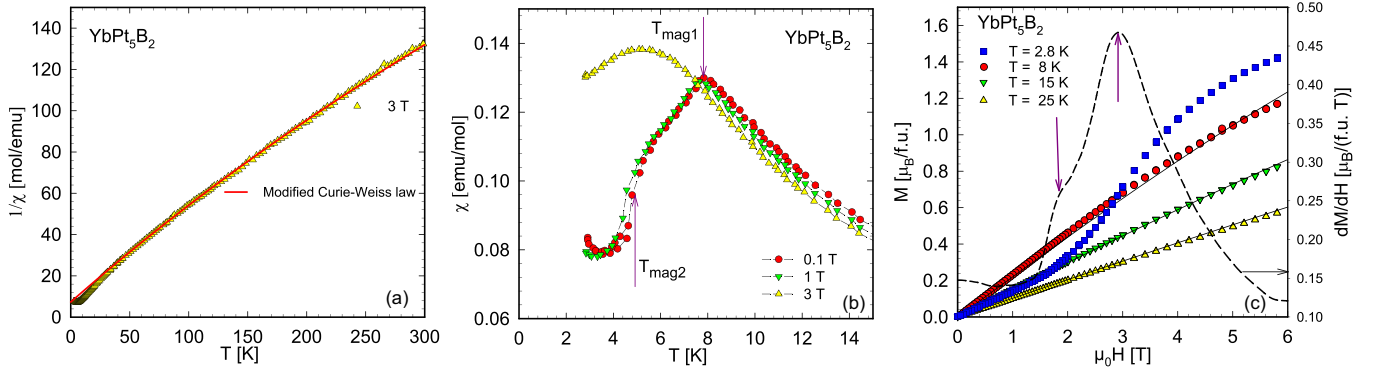 YbPt5B2
3 T
Modified Curie-Weiss law
(a)
1/χ [mol/emu]
0
20
40
60
80
100
120
140
0
50
100
150
200
250
300
T [K]
YbPt5B2
Tmag1
Tmag2
0.1 T
1 T
3 T
(b)
χ [emu/mol]
0.06
0.08
0.10
0.12
0.14
0
2
4
6
8
10
12
14
T [K]
YbPt5B2
T = 2.8 K
T = 8 K
T = 15 K
T = 25 K
(c)
M [μB/f.u.]
0.0
0.2
0.4
0.6
0.8
1.0
1.2
1.4
1.6
0
1
2
3
4
5
6
μ0H [T]
0.10
0.15
0.20
0.25
0.30
0.35
0.40
0.45
0.50
dM/dH [μB/(f.u. T)]